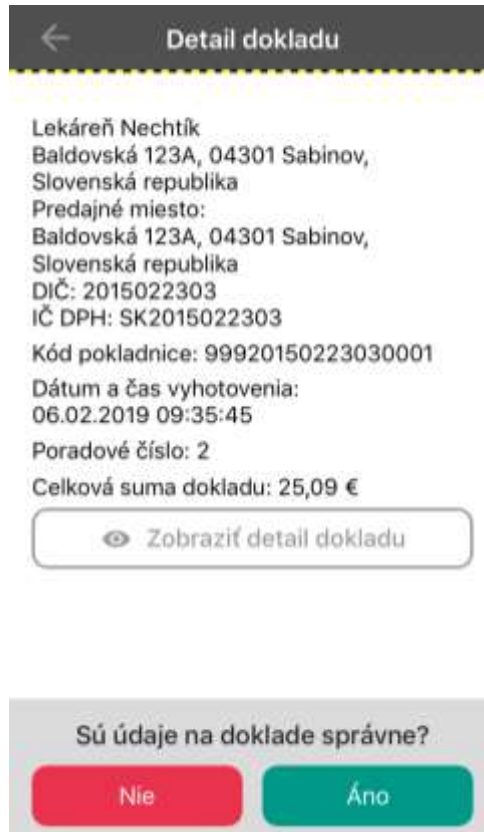 Detail dokladu
Lekáreň Nechtík
Baldovská 123A, 04301 Sabinov,
Slovenská republika
Predajné miesto:
Baldovská 123A, 04301 Sabinov,
Slovenská republika
DIČ: 2015022303
IČ DPH: SK2015022303
Kód pokladnice: 99920150223030001
Dátum a čas vyhotovenia:
06.02.2019 09:35:45
Poradové číslo: 2
Celková suma dokladu: 25,09 €
Zobraziť detail dokladu
Sú údaje na doklade správne?
Nie
Áno